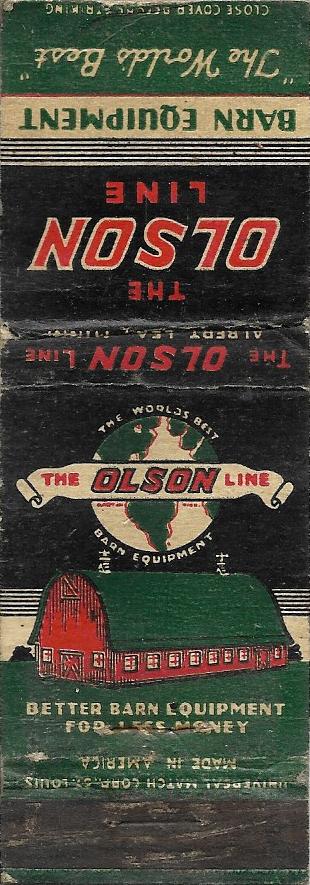 CLOSE COVER BEFORE STRIKING
"The World's Best"
BARN EQUIPMENT
THE
OLSON
LINE
ALBERT LEA, MINN.
THE OLSON LINE
THE WORLDS BEST
THE OLSON LINE
BARN EQUIPMENT
BETTER BARN EQUIPMENT
FOR LESS MONEY
MADE IN AMERICA
UNIVERSAL MATCH CORP., ST. LOUIS